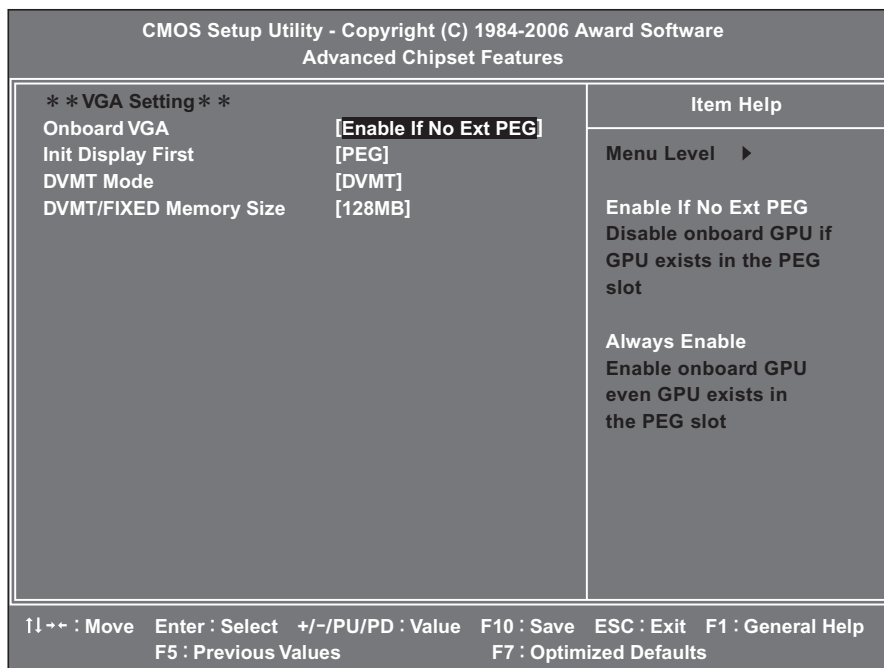 CMOS Setup Utility - Copyright (C) 1984-2006 Award Software
Advanced Chipset Features
**VGA Setting**
Onboard VGA [Enable If No Ext PEG]
Init Display First [PEG]
DVMT Mode [DVMT]
DVMT/FIXED Memory Size [128MB]
Item Help
Menu Level ▶
Enable If No Ext PEG
Disable onboard GPU if
GPU exists in the PEG
slot
Always Enable
Enable onboard GPU
even GPU exists in
the PEG slot
↑↓→←:Move Enter:Select +/-/PU/PD:Value F10:Save ESC:Exit F1:General Help
F5:Previous Values F7:Optimized Defaults